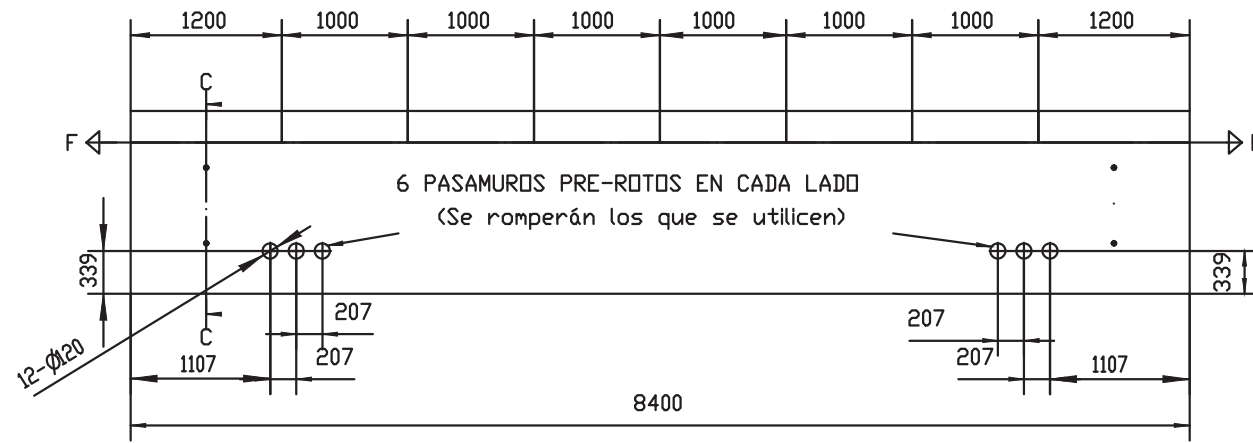 1200 1000 1000 1000 1000 1000 1000 1200
C
F
6 PASAMUROS PRE-ROTOS EN CADA LADO
(Se romperán los que se utilicen)
339
339
207
207
C
12-Ø120
1107
207
207
1107
8400